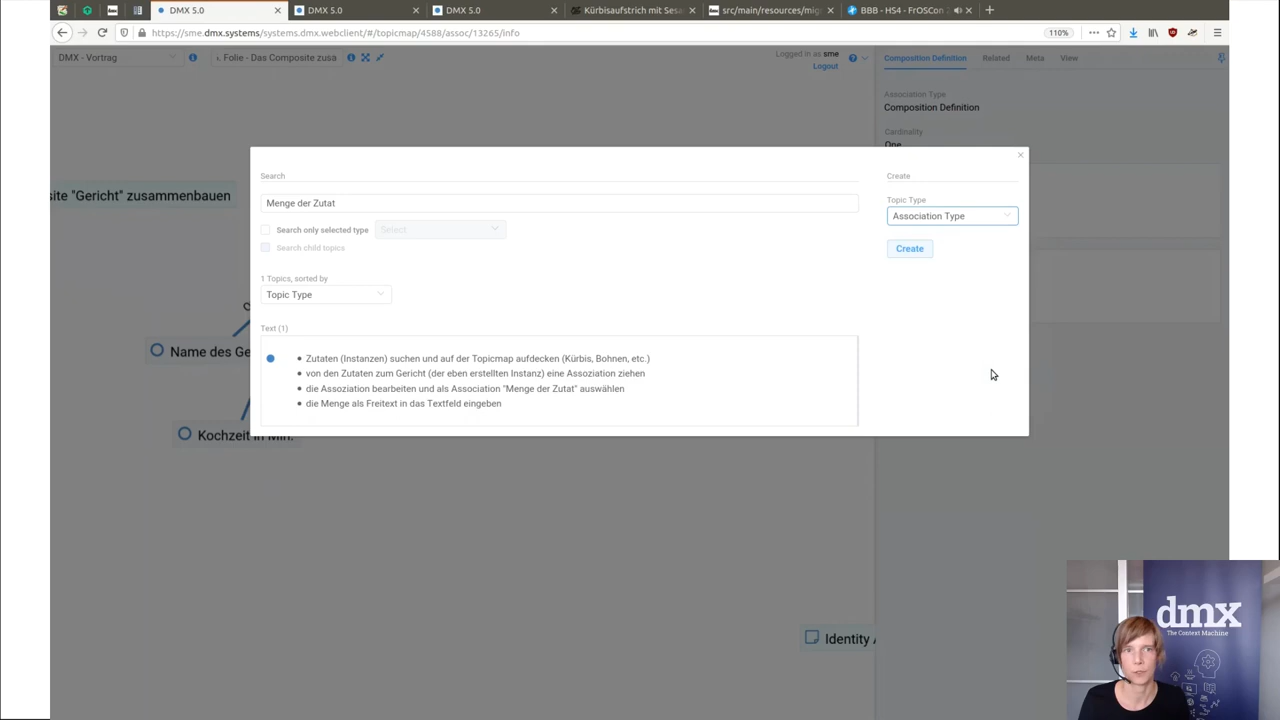 DMX 5.0
DMX 5.0
DMX 5.0
Kürbisaufstrich mit Sesa
src/main/resources/mig
BBB - HS4 - FrOSCon
https://sme.dmx.systems/systems.dmx.webclient/#/topicmap/4588/assoc/13265/info
110%
DMX - Vortrag
. Folie - Das Composite zusa
Logged in as sme
Logout
Composition Definition
Related
Meta
View
Association Type
Composition Definition
Cardinality
One
site "Gericht" zusammenbauen
Name des Ge
Kochzeit in Min.
Identity A
Search
Menge der Zutat
Search only selected type
Select
Search child topics
1 Topics, sorted by
Topic Type
Text (1)
• Zutaten (Instanzen) suchen und auf der Topicmap aufdecken (Kürbis, Bohnen, etc.)
• von den Zutaten zum Gericht (der eben erstellten Instanz) eine Assoziation ziehen
• die Assoziation bearbeiten und als Association "Menge der Zutat" auswählen
• die Menge als Freitext in das Textfeld eingeben
Create
Topic Type
Association Type
Create
dmx
The Context Machine